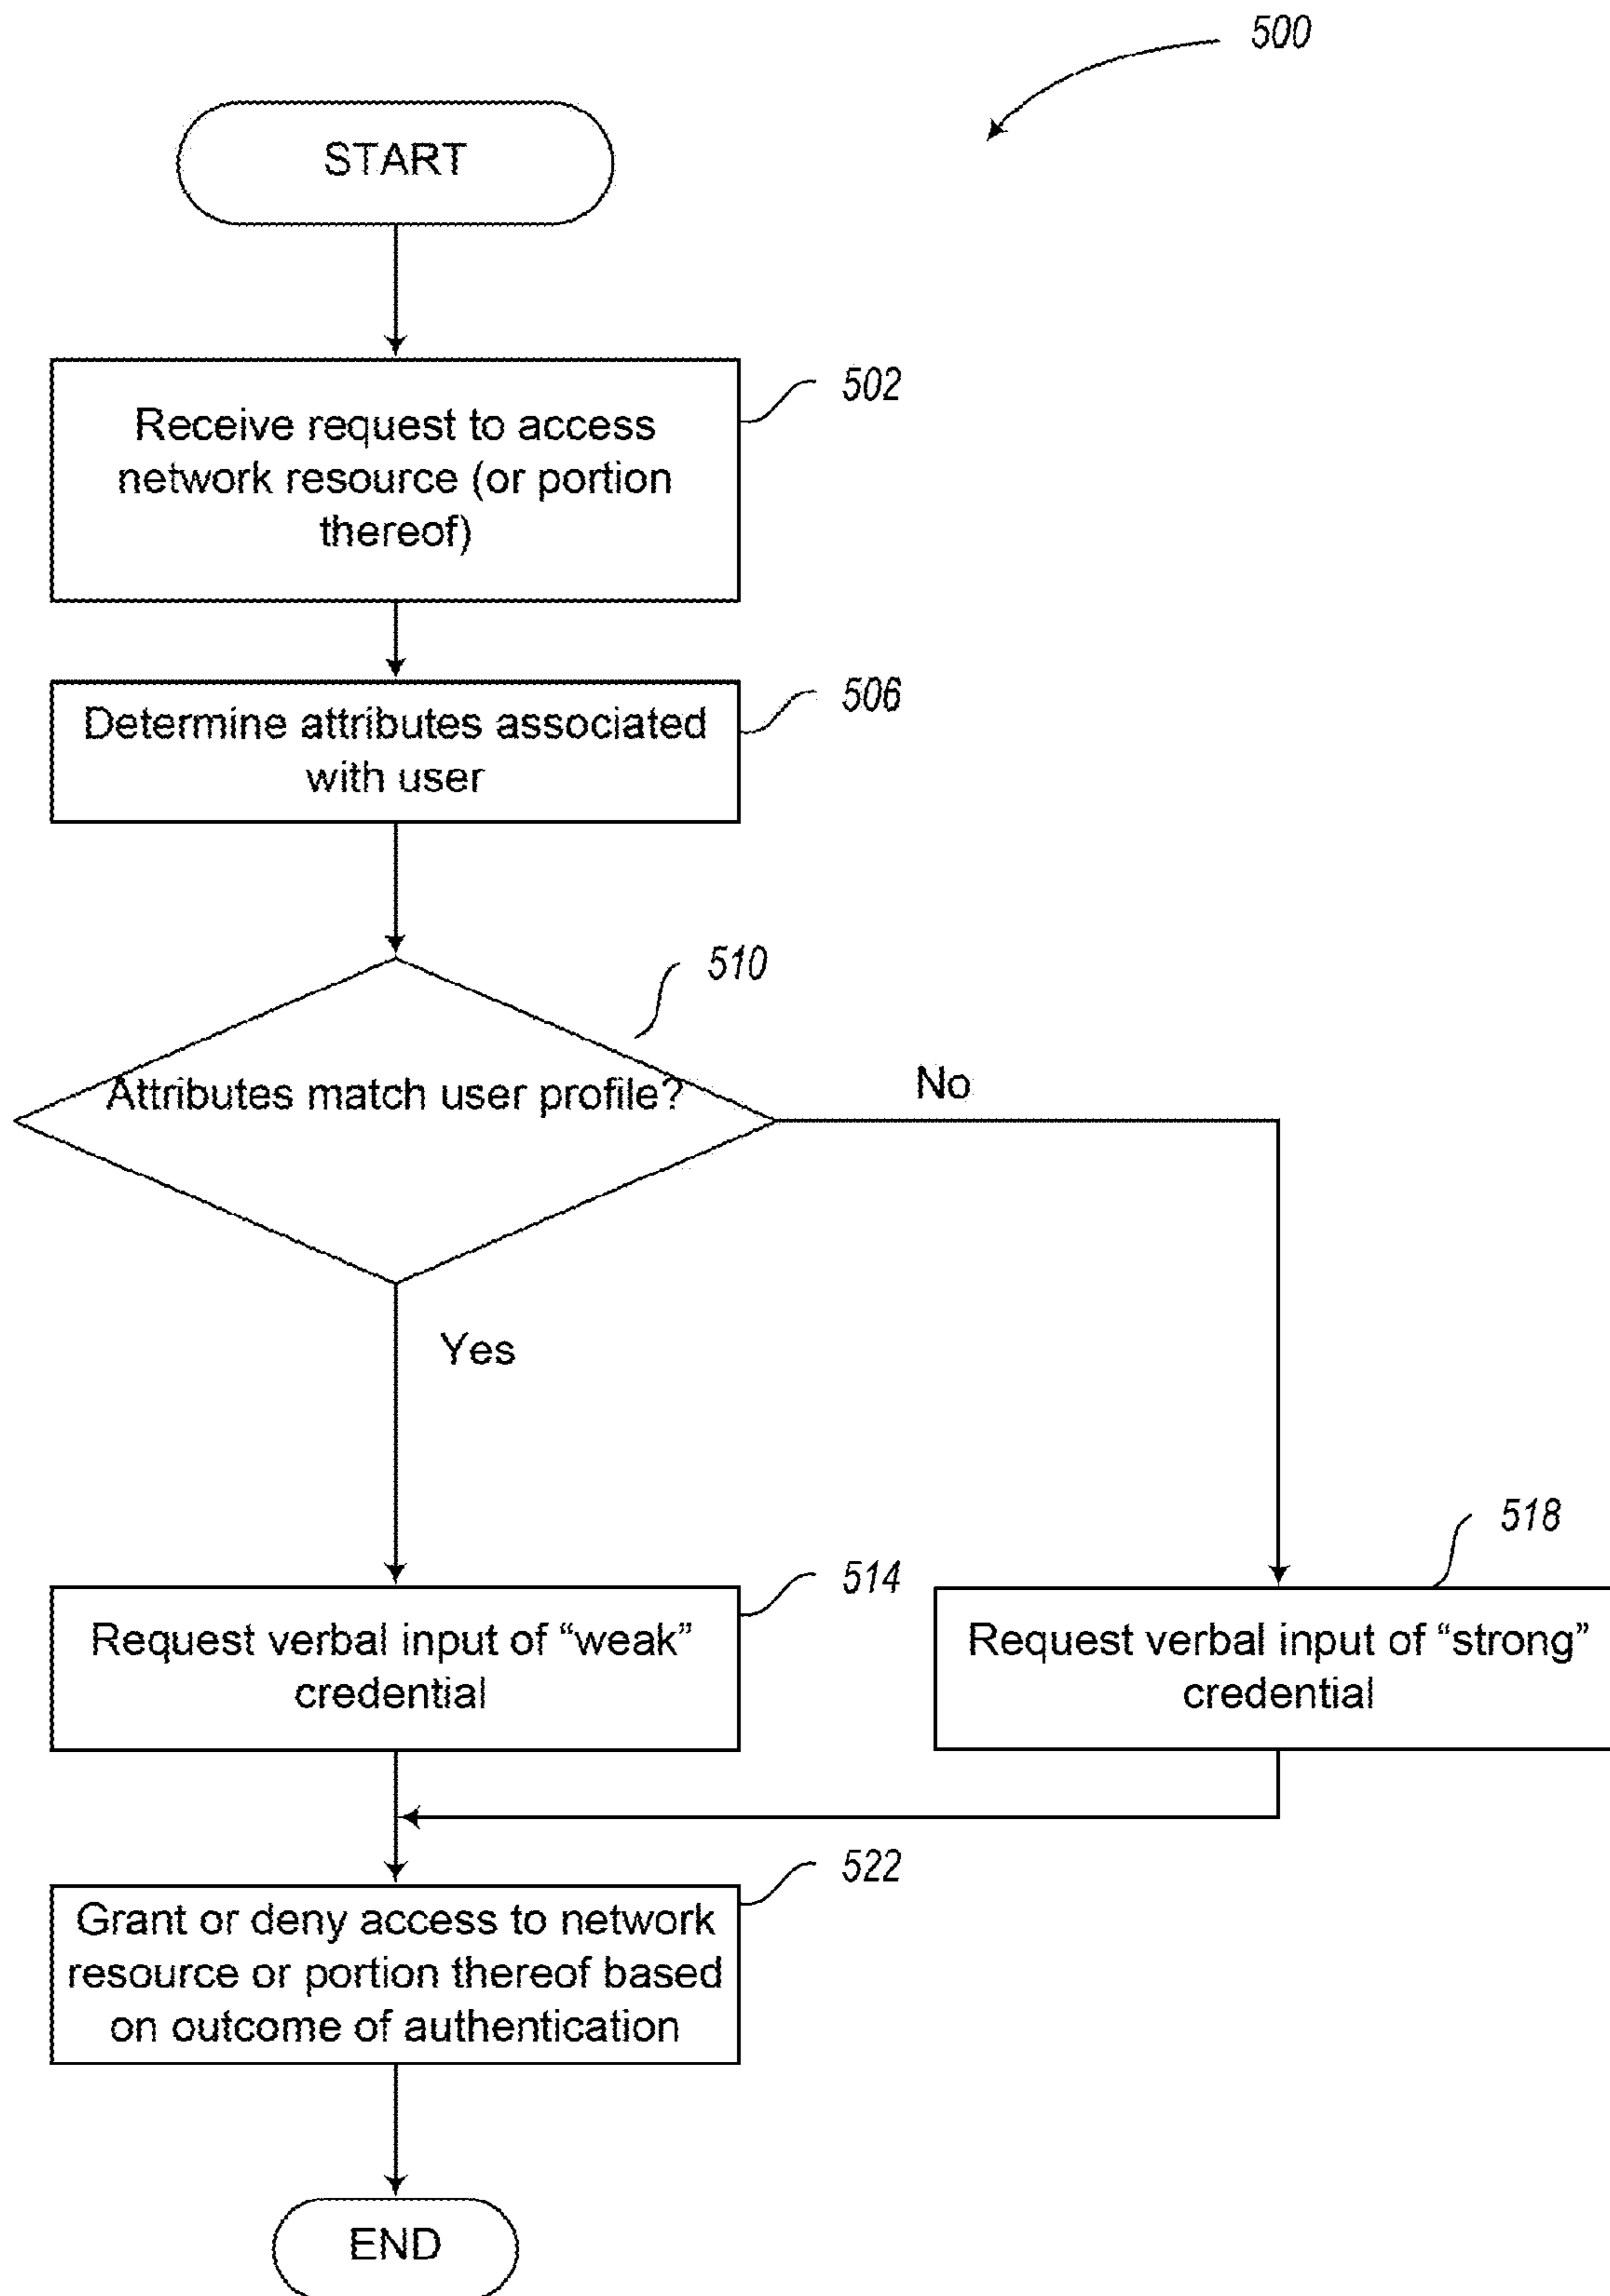 500
START
502
Receive request to access
network resource (or portion
thereof)
506
Determine attributes associated
with user
510
Attributes match user profile?
No
Yes
514
Request verbal input of “weak”
credential
518
Request verbal input of “strong”
credential
522
Grant or deny access to network
resource or portion thereof based
on outcome of authentication
END